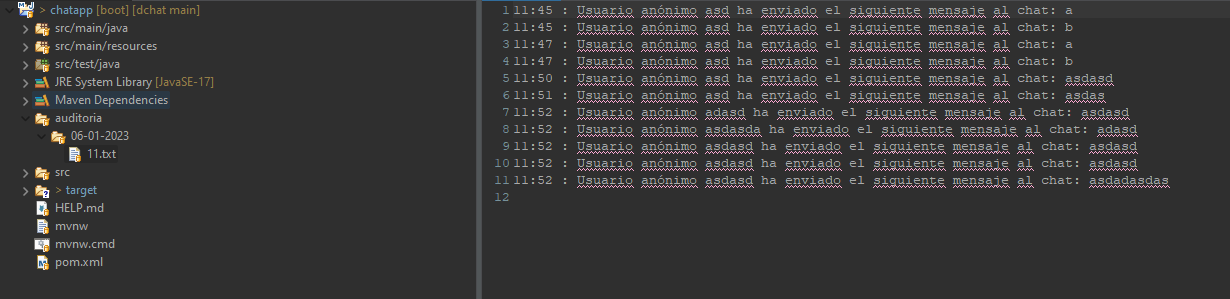 > chatapp [boot] [dchat main]
src/main/java
src/main/resources
src/test/java
JRE System Library [JavaSE-17]
Maven Dependencies
auditoria
06-01-2023
11.txt
src
> target
HELP.md
mvnw
mvnw.cmd
pom.xml
1 11:45 : Usuario anónimo asd ha enviado el siguiente mensaje al chat: a
2 11:45 : Usuario anónimo asd ha enviado el siguiente mensaje al chat: b
3 11:47 : Usuario anónimo asd ha enviado el siguiente mensaje al chat: a
4 11:47 : Usuario anónimo asd ha enviado el siguiente mensaje al chat: b
5 11:50 : Usuario anónimo asd ha enviado el siguiente mensaje al chat: asdasd
6 11:51 : Usuario anónimo asd ha enviado el siguiente mensaje al chat: asdas
7 11:52 : Usuario anónimo adasd ha enviado el siguiente mensaje al chat: asdasd
8 11:52 : Usuario anónimo asdasda ha enviado el siguiente mensaje al chat: adasd
9 11:52 : Usuario anónimo asdasd ha enviado el siguiente mensaje al chat: asdasd
10 11:52 : Usuario anónimo asdasd ha enviado el siguiente mensaje al chat: asdasd
11 11:52 : Usuario anónimo asdasd ha enviado el siguiente mensaje al chat: asdadasdas
12